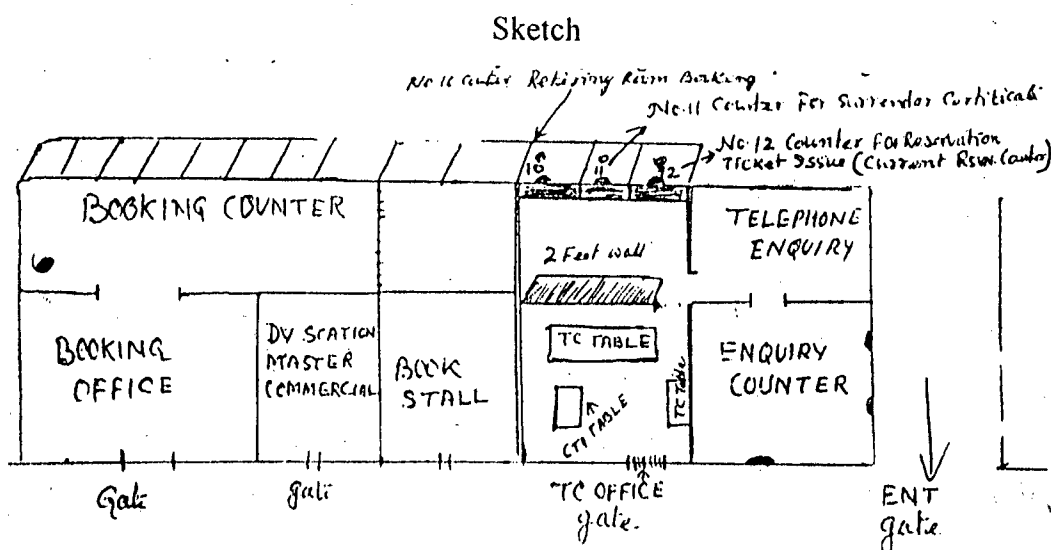 Sketch
No 10 Counter Retiring Room Booking
No.11 Counter For Surrender Certificate
No.12 Counter For Reservation
Ticket Issue (Current Resv. Counter)
10
11
12
BOOKING COUNTER
TELEPHONE
ENQUIRY
2 Feet wall
BOOKING
OFFICE
DY STATION
MASTER
COMMERCIAL
BOOK
STALL
TC TABLE
TC Table
CTI TABLE
ENQUIRY
COUNTER
Gate
gate
TC OFFICE
gate.
ENT
gate